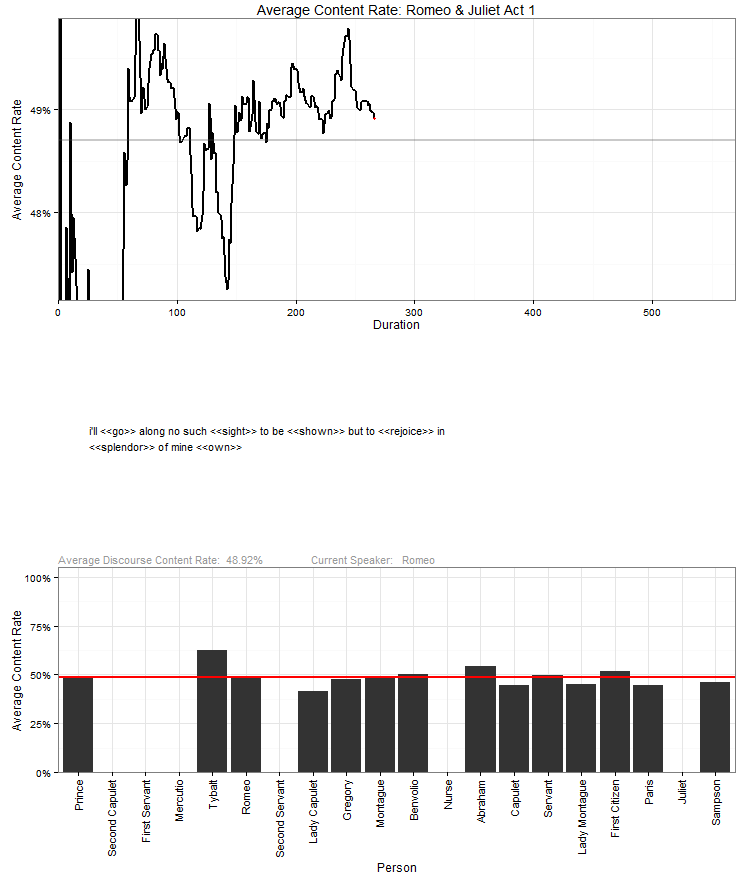 Average Content Rate: Romeo & Juliet Act 1
Average Content Rate
49%
48%
0 100 200 300 400 500
Duration
i'll <<go>> along no such <<sight>> to be <<shown>> but to <<rejoice>> in
<<splendor>> of mine <<own>>
Average Discourse Content Rate: 48.92% Current Speaker: Romeo
Average Content Rate
100%
75%
50%
25%
0%
Prince
Second Capulet
First Servant
Mercutio
Tybalt
Romeo
Second Servant
Lady Capulet
Gregory
Montague
Benvolio
Nurse
Abraham
Capulet
Servant
Lady Montague
First Citizen
Paris
Juliet
Sampson
Person